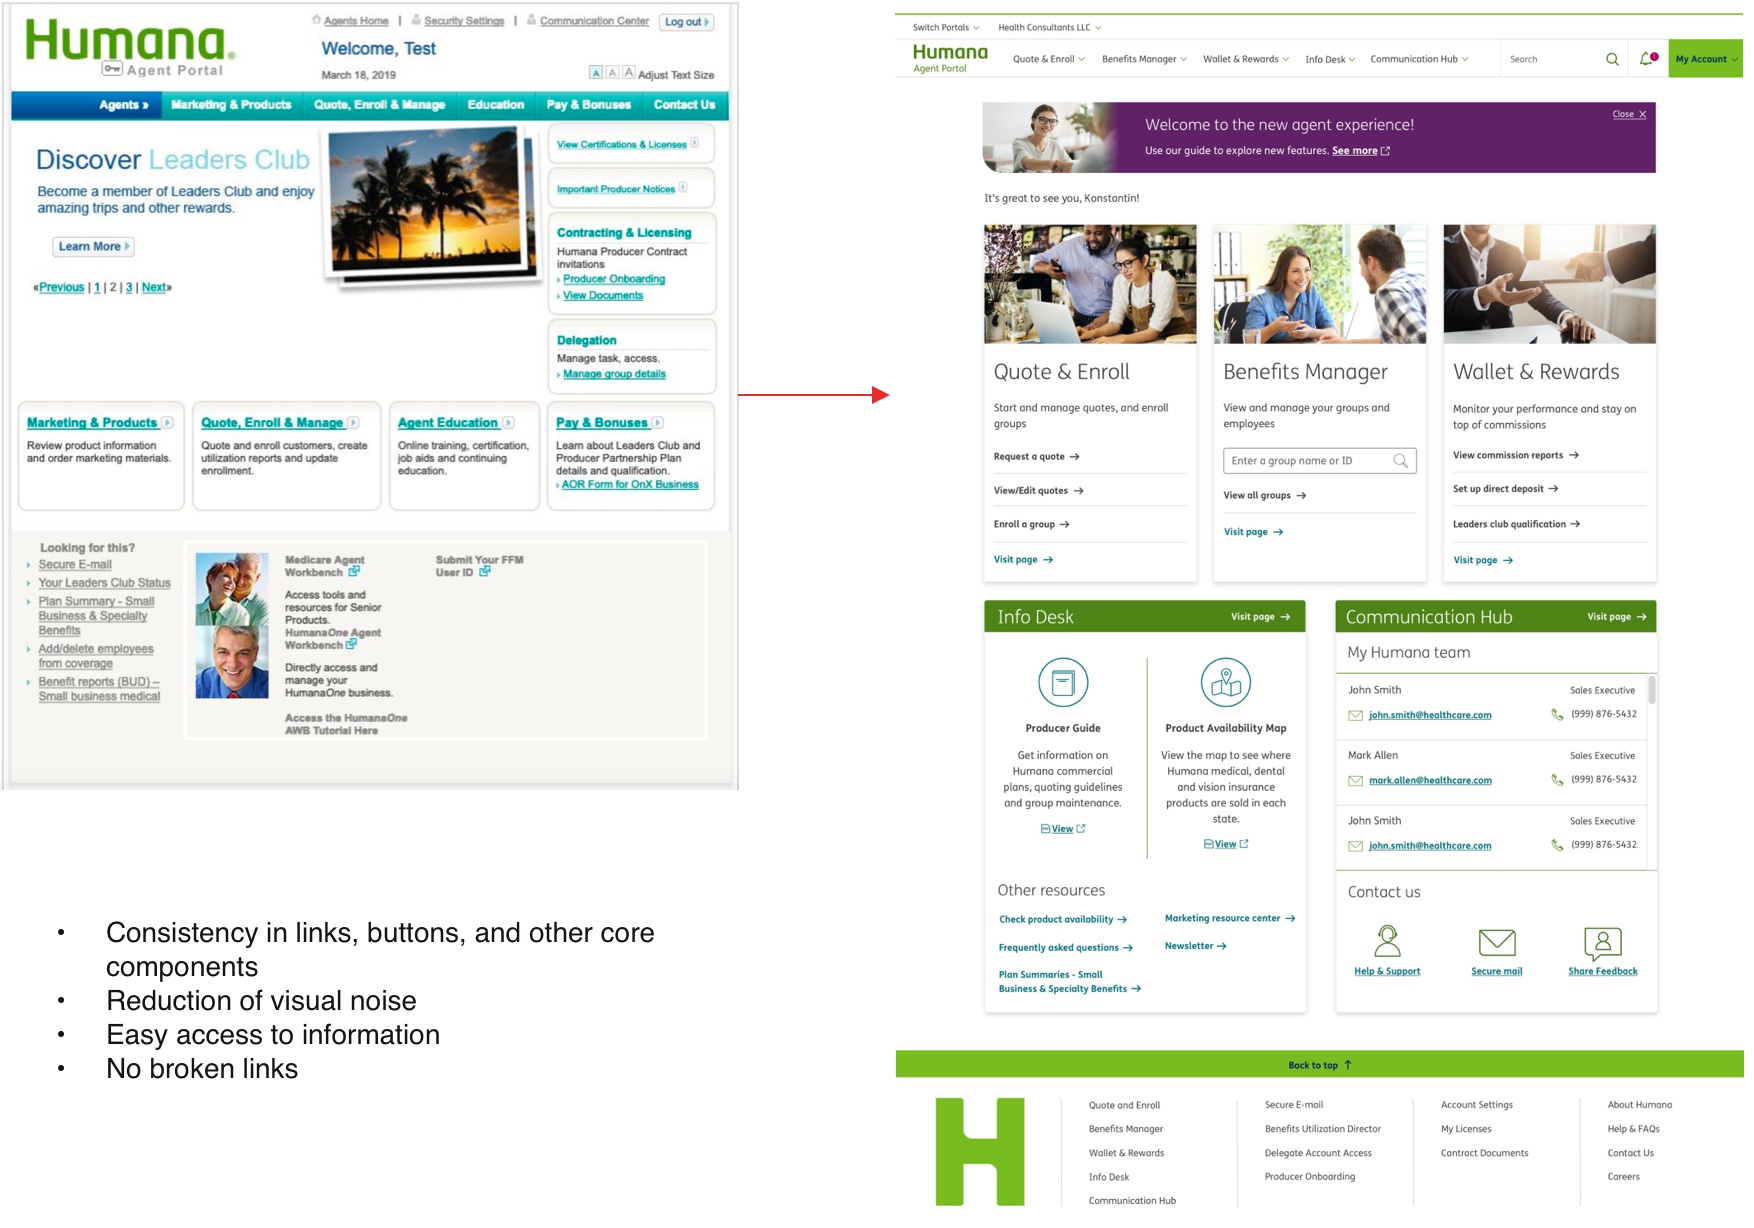 Agents Home | Security Settings | Communication Center Log out
Humana®
Agent Portal
Welcome, Test
March 18, 2019
A A A Adjust Text Size
Agents » Marketing & Products Quote, Enroll & Manage Education Pay & Bonuses Contact Us
Discover Leaders Club
Become a member of Leaders Club and enjoy
amazing trips and other rewards.
Learn More
«Previous | 1 | 2 | 3 | Next»
View Certifications & Licenses
Important Producer Notices
Contracting & Licensing
Humana Producer Contract
invitations
Producer Onboarding
View Documents
Delegation
Manage task, access.
Manage group details
Marketing & Products
Review product information
and order marketing materials.
Quote, Enroll & Manage
Quote and enroll customers, create
utilization reports and update
enrollment.
Agent Education
Online training, certification,
job aids and continuing
education.
Pay & Bonuses
Learn about Leaders Club and
Producer Partnership Plan
details and qualification.
AOR Form for OnX Business
Looking for this?
Secure E-mail
Your Leaders Club Status
Plan Summary - Small
Business & Specialty
Benefits
Add/delete employees
from coverage
Benefit reports (BUD) –
Small business medical
Medicare Agent
Workbench
Access tools and
resources for Senior
Products.
HumanaOne Agent
Workbench
Directly access and
manage your
HumanaOne business.
Access the HumanaOne
AWB Tutorial Here
Submit Your FFM
User ID
• Consistency in links, buttons, and other core
components
• Reduction of visual noise
• Easy access to information
• No broken links
Switch Portals Health Consultants LLC
Humana
Agent Portal
Quote & Enroll Benefits Manager Wallet & Rewards Info Desk Communication Hub Search My Account
Close X
Welcome to the new agent experience!
Use our guide to explore new features. See more
It's great to see you, Konstantin!
Quote & Enroll
Start and manage quotes, and enroll
groups
Request a quote →
View/Edit quotes →
Enroll a group →
Visit page →
Benefits Manager
View and manage your groups and
employees
Enter a group name or ID
View all groups →
Visit page →
Wallet & Rewards
Monitor your performance and stay on
top of commissions
View commission reports →
Set up direct deposit →
Leaders club qualification →
Visit page →
Info Desk Visit page →
Producer Guide
Get information on
Humana commercial
plans, quoting guidelines
and group maintenance.
View
Product Availability Map
View the map to see where
Humana medical, dental
and vision insurance
products are sold in each
state.
View
Other resources
Check product availability →
Frequently asked questions →
Plan Summaries - Small
Business & Specialty Benefits →
Marketing resource center →
Newsletter →
Communication Hub Visit page →
My Humana team
John Smith Sales Executive
john.smith@healthcare.com (999) 876-5432
Mark Allen Sales Executive
mark.allen@healthcare.com (999) 876-5432
John Smith Sales Executive
john.smith@healthcare.com (999) 876-5432
Contact us
Help & Support
Secure mail
Share Feedback
Back to top ↑
H
Quote and Enroll
Benefits Manager
Wallet & Rewards
Info Desk
Communication Hub
Secure E-mail
Benefits Utilization Director
Delegate Account Access
Producer Onboarding
Account Settings
My Licenses
Contract Documents
About Humana
Help & FAQs
Contact Us
Careers